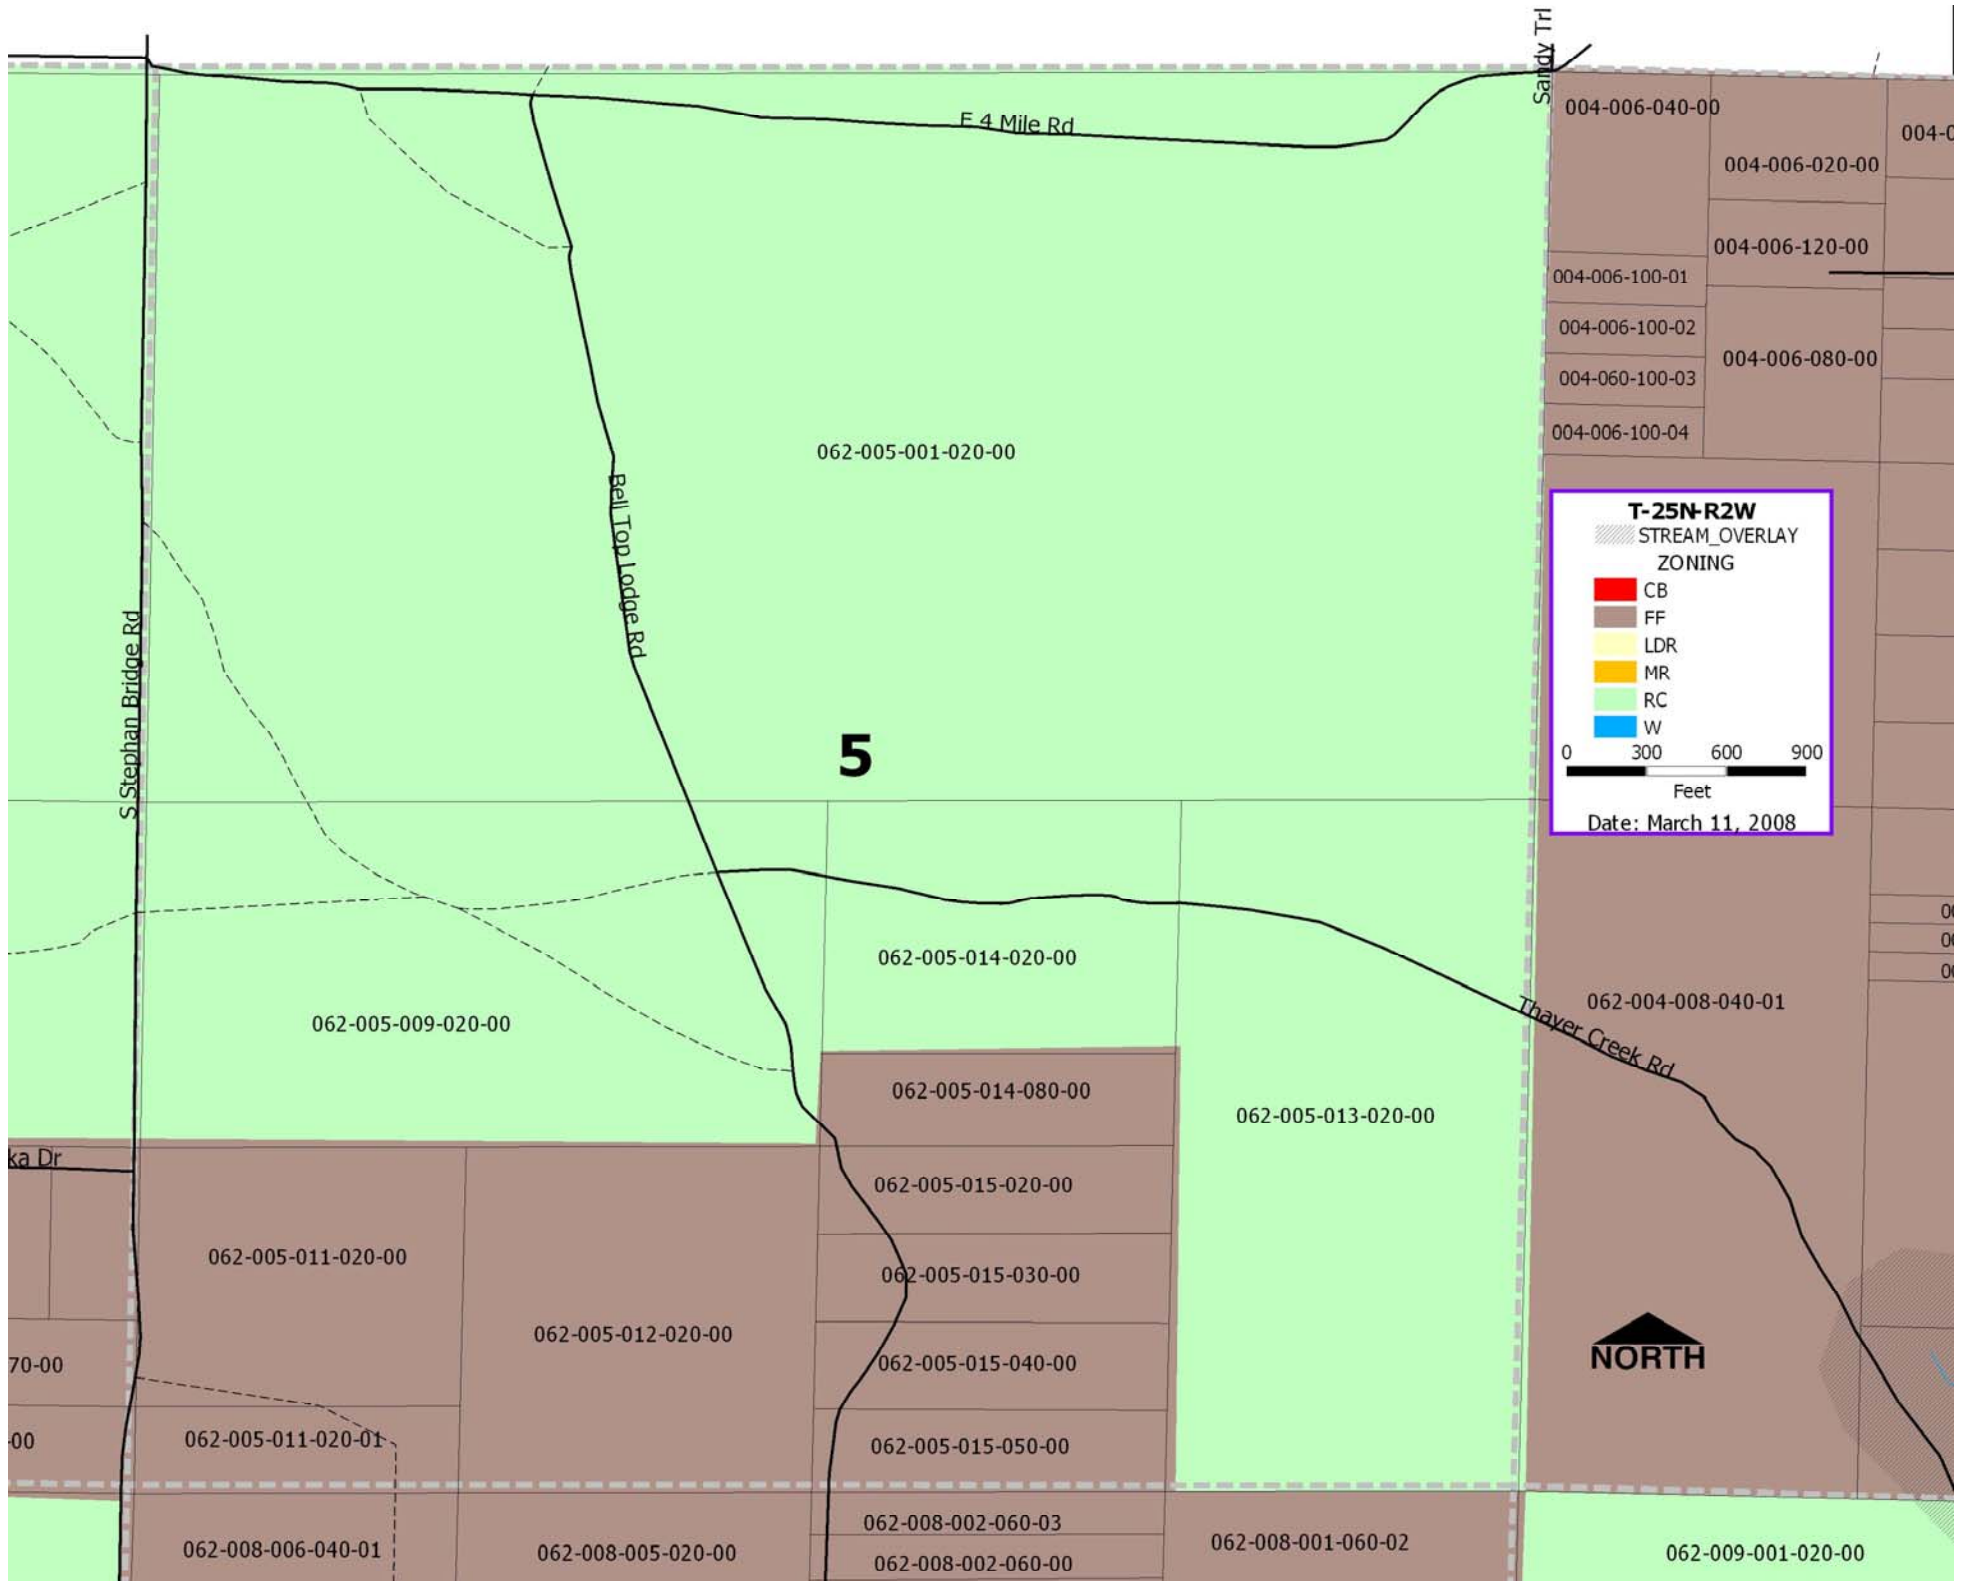 Sandy Trl
004-006-040-00
E 4 Mile Rd
004-006-020-00
004-006-120-00
004-006-100-01
004-006-100-02
004-006-080-00
004-060-100-03
004-006-100-04
062-005-001-020-00
Bell Top Lodge Rd
S Stephan Bridge Rd
5
T-25N-R2W
STREAM_OVERLAY
ZONING
CB
FF
LDR
MR
RC
W
0 300 600 900
Feet
Date: March 11, 2008
062-005-014-020-00
062-004-008-040-01
Thayer Creek Rd
062-005-009-020-00
062-005-014-080-00
062-005-013-020-00
ka Dr
062-005-015-020-00
062-005-011-020-00
062-005-015-030-00
062-005-012-020-00
062-005-015-040-00
NORTH
70-00
-00
062-005-011-020-01
062-005-015-050-00
062-008-002-060-03
062-008-001-060-02
062-008-006-040-01
062-008-005-020-00
062-008-002-060-00
062-009-001-020-00